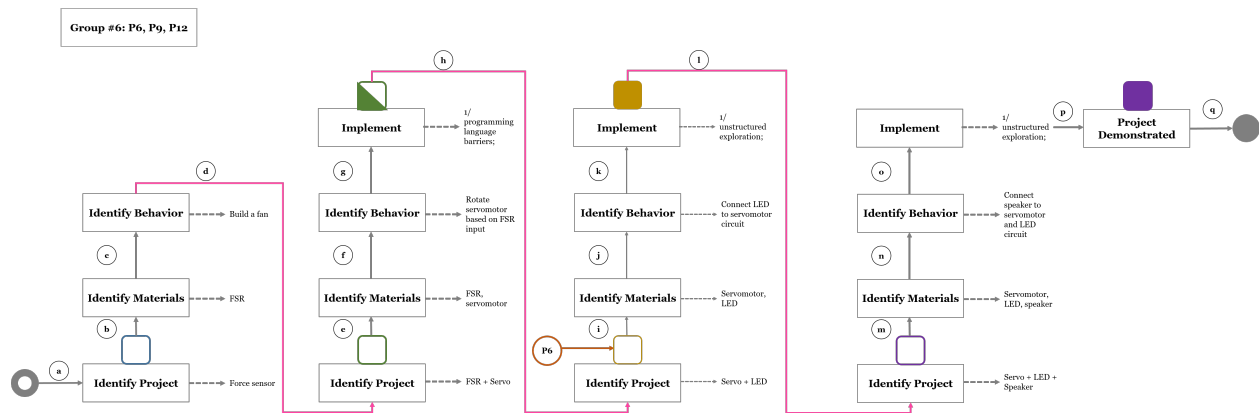 Group #6: P6, P9, P12
a
Identify Project
Force sensor
b
Identify Materials
FSR
c
Identify Behavior
Build a fan
d
Identify Project
FSR + Servo
e
Identify Materials
FSR,
servomotor
f
Identify Behavior
Rotate
servomotor
based on FSR
input
g
Implement
1/
programming
language
barriers;
h
Identify Project
Servo + LED
P6
i
Identify Materials
Servomotor,
LED
j
Identify Behavior
Connect LED
to servomotor
circuit
k
Implement
1/
unstructured
exploration;
l
Identify Project
Servo + LED +
Speaker
m
Identify Materials
Servomotor,
LED, speaker
n
Identify Behavior
Connect
speaker to
servomotor
and LED
circuit
o
Implement
1/
unstructured
exploration;
p
Project
Demonstrated
q